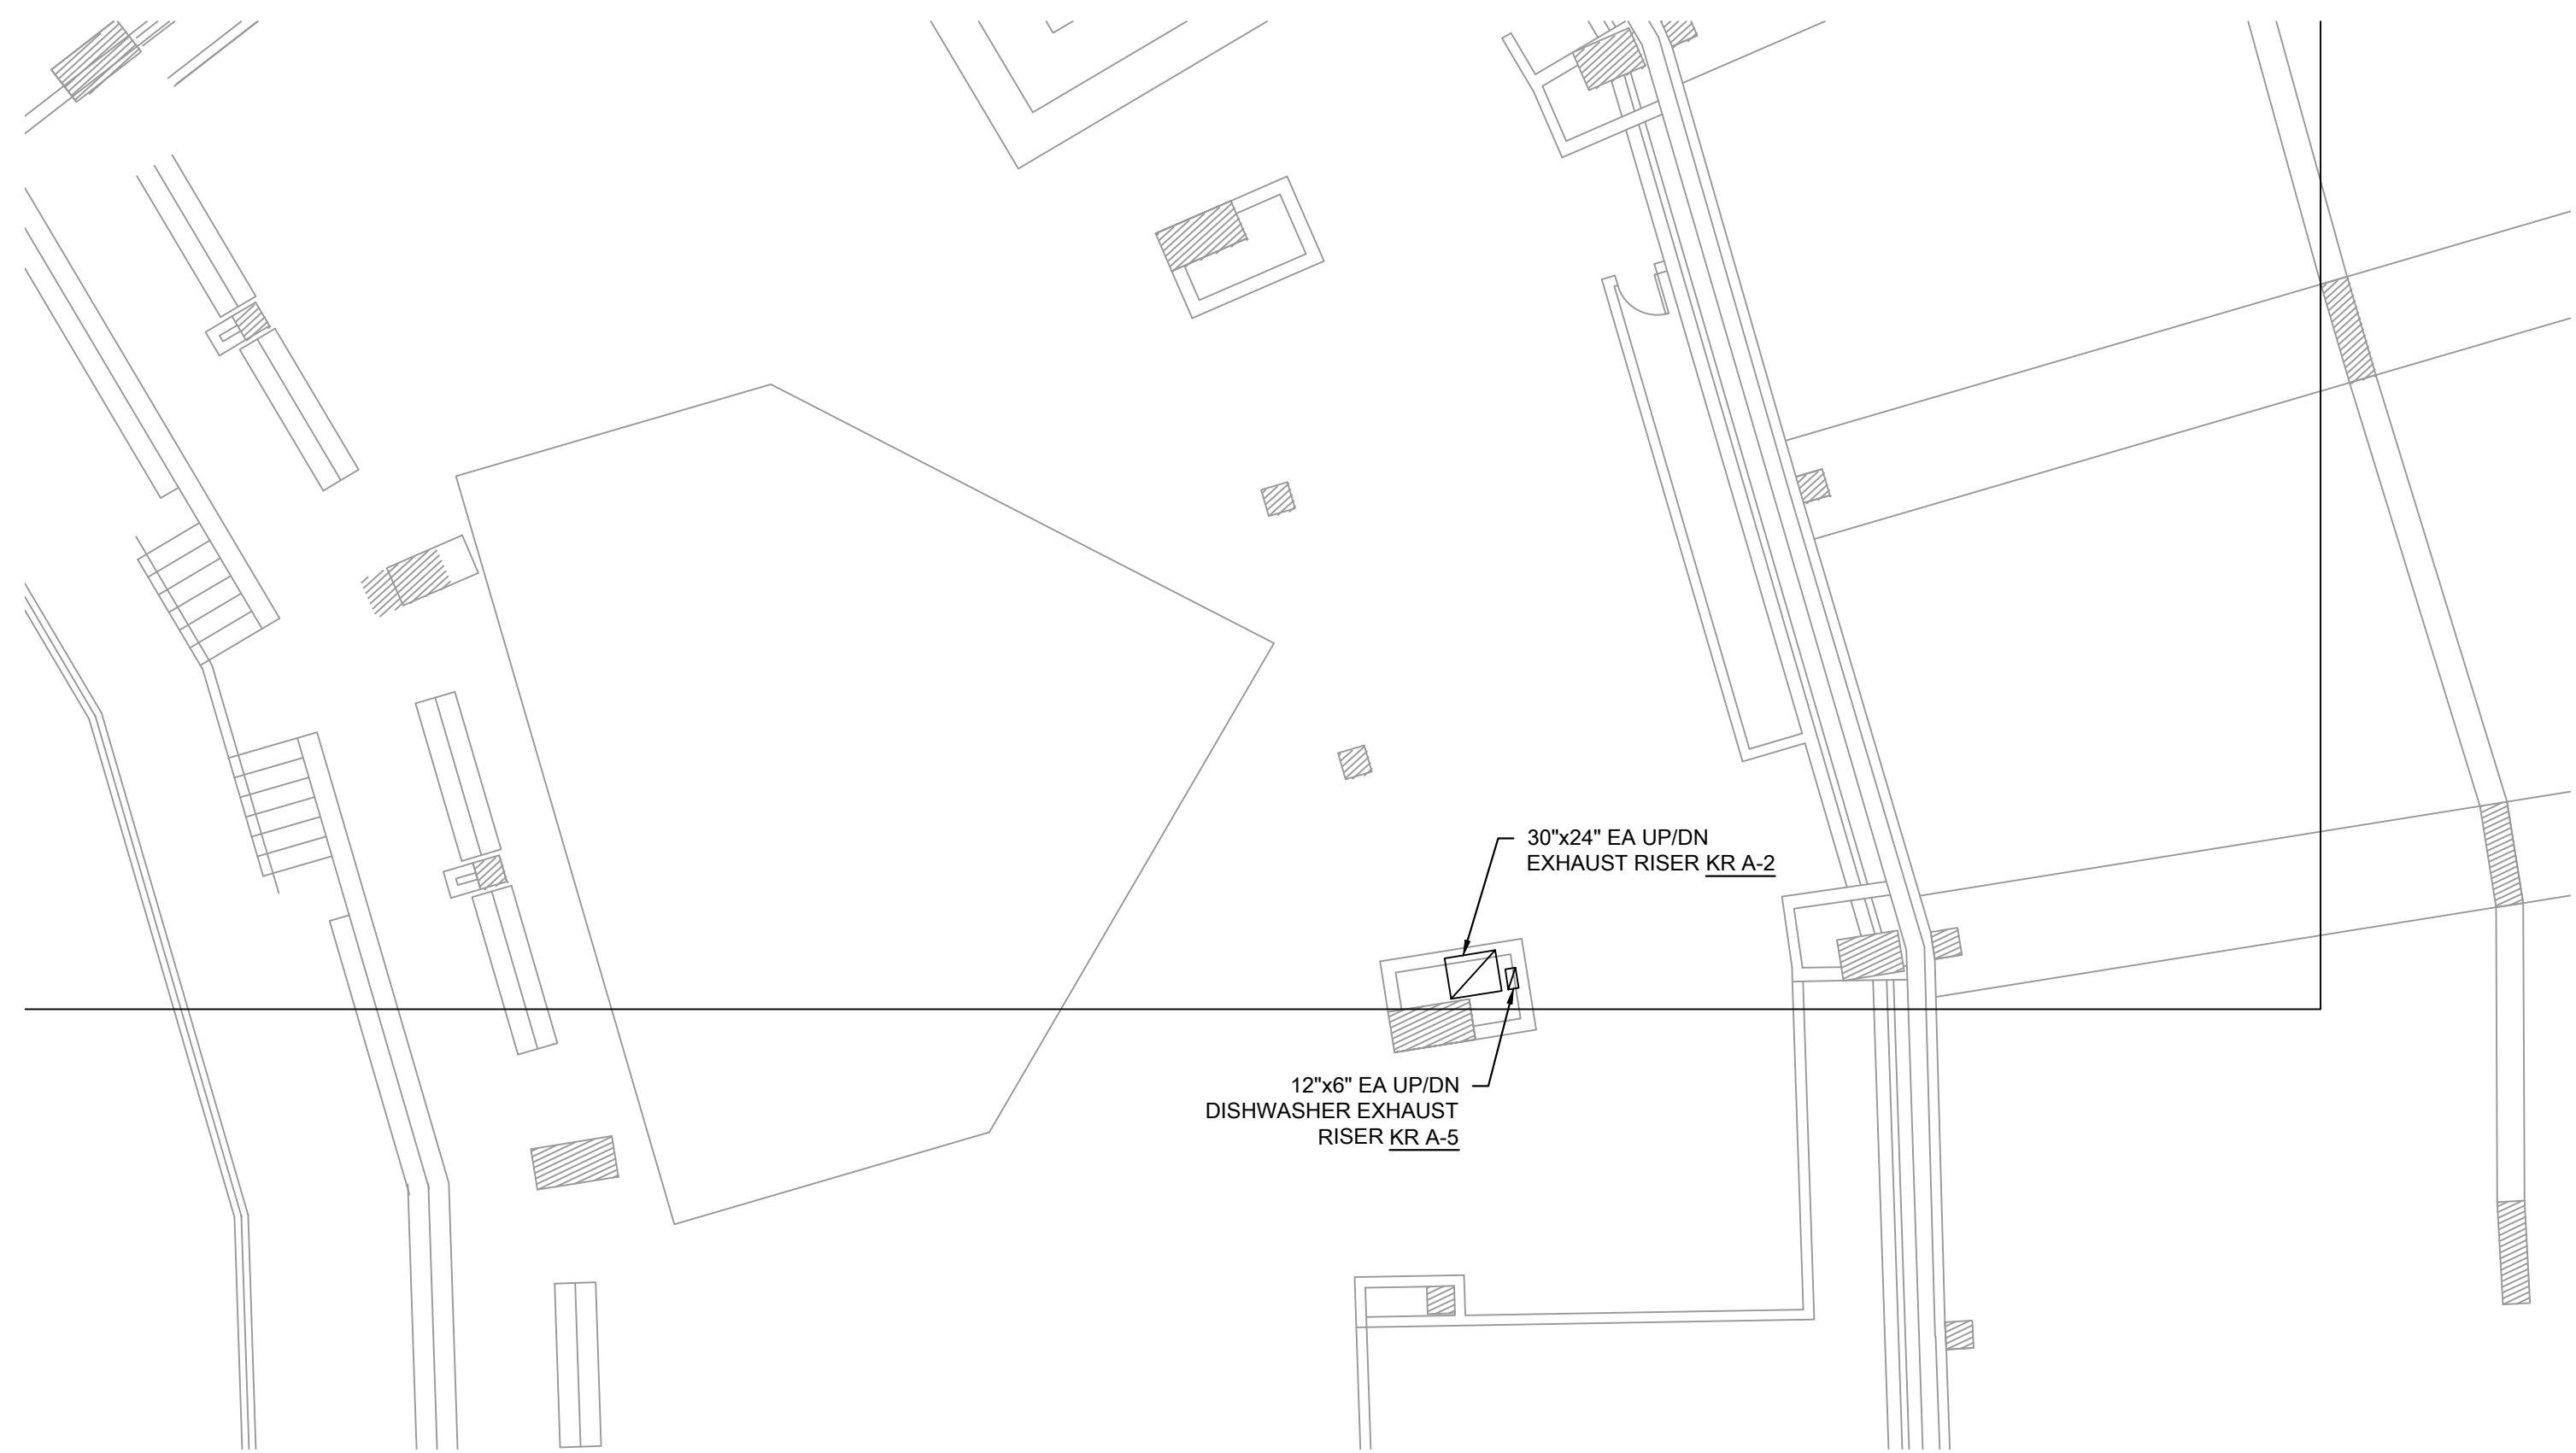 30"x24" EA UP/DN
EXHAUST RISER KR A-2
12"x6" EA UP/DN
DISHWASHER EXHAUST
RISER KR A-5